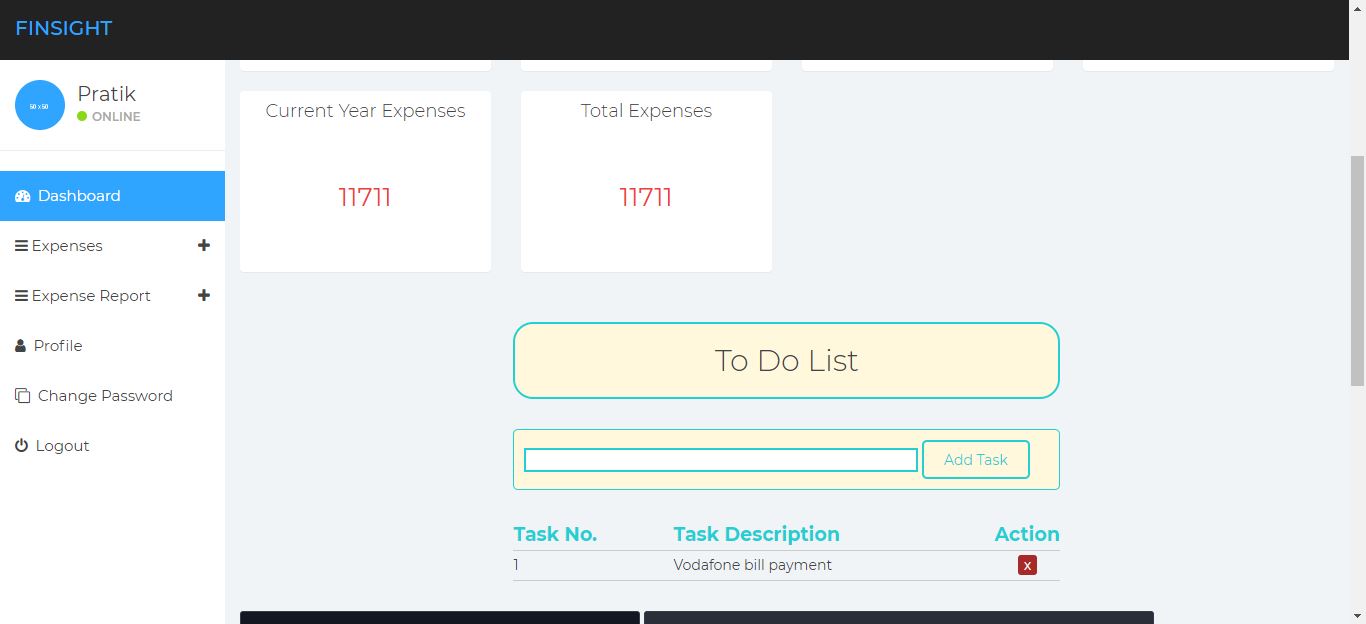 FINSIGHT
50 x 50
Pratik
ONLINE
Dashboard
Expenses
Expense Report
Profile
Change Password
Logout
Current Year Expenses
11711
Total Expenses
11711
To Do List
Add Task
Task No. Task Description Action
1 Vodafone bill payment x